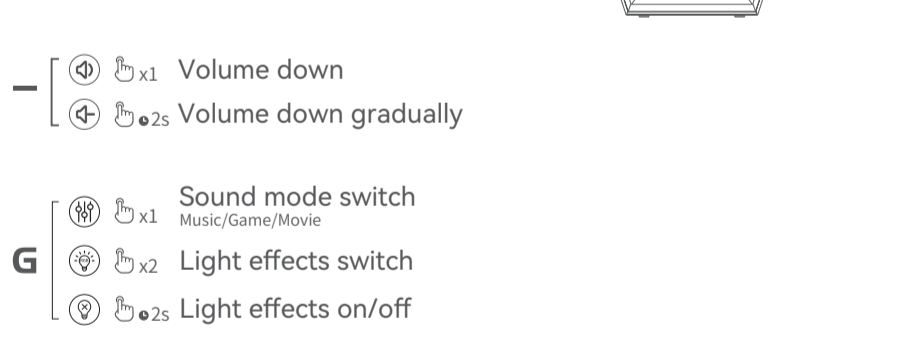 x1 Volume down
2s Volume down gradually
Sound mode switch
x1 Music/Game/Movie
G x2 Light effects switch
2s Light effects on/off